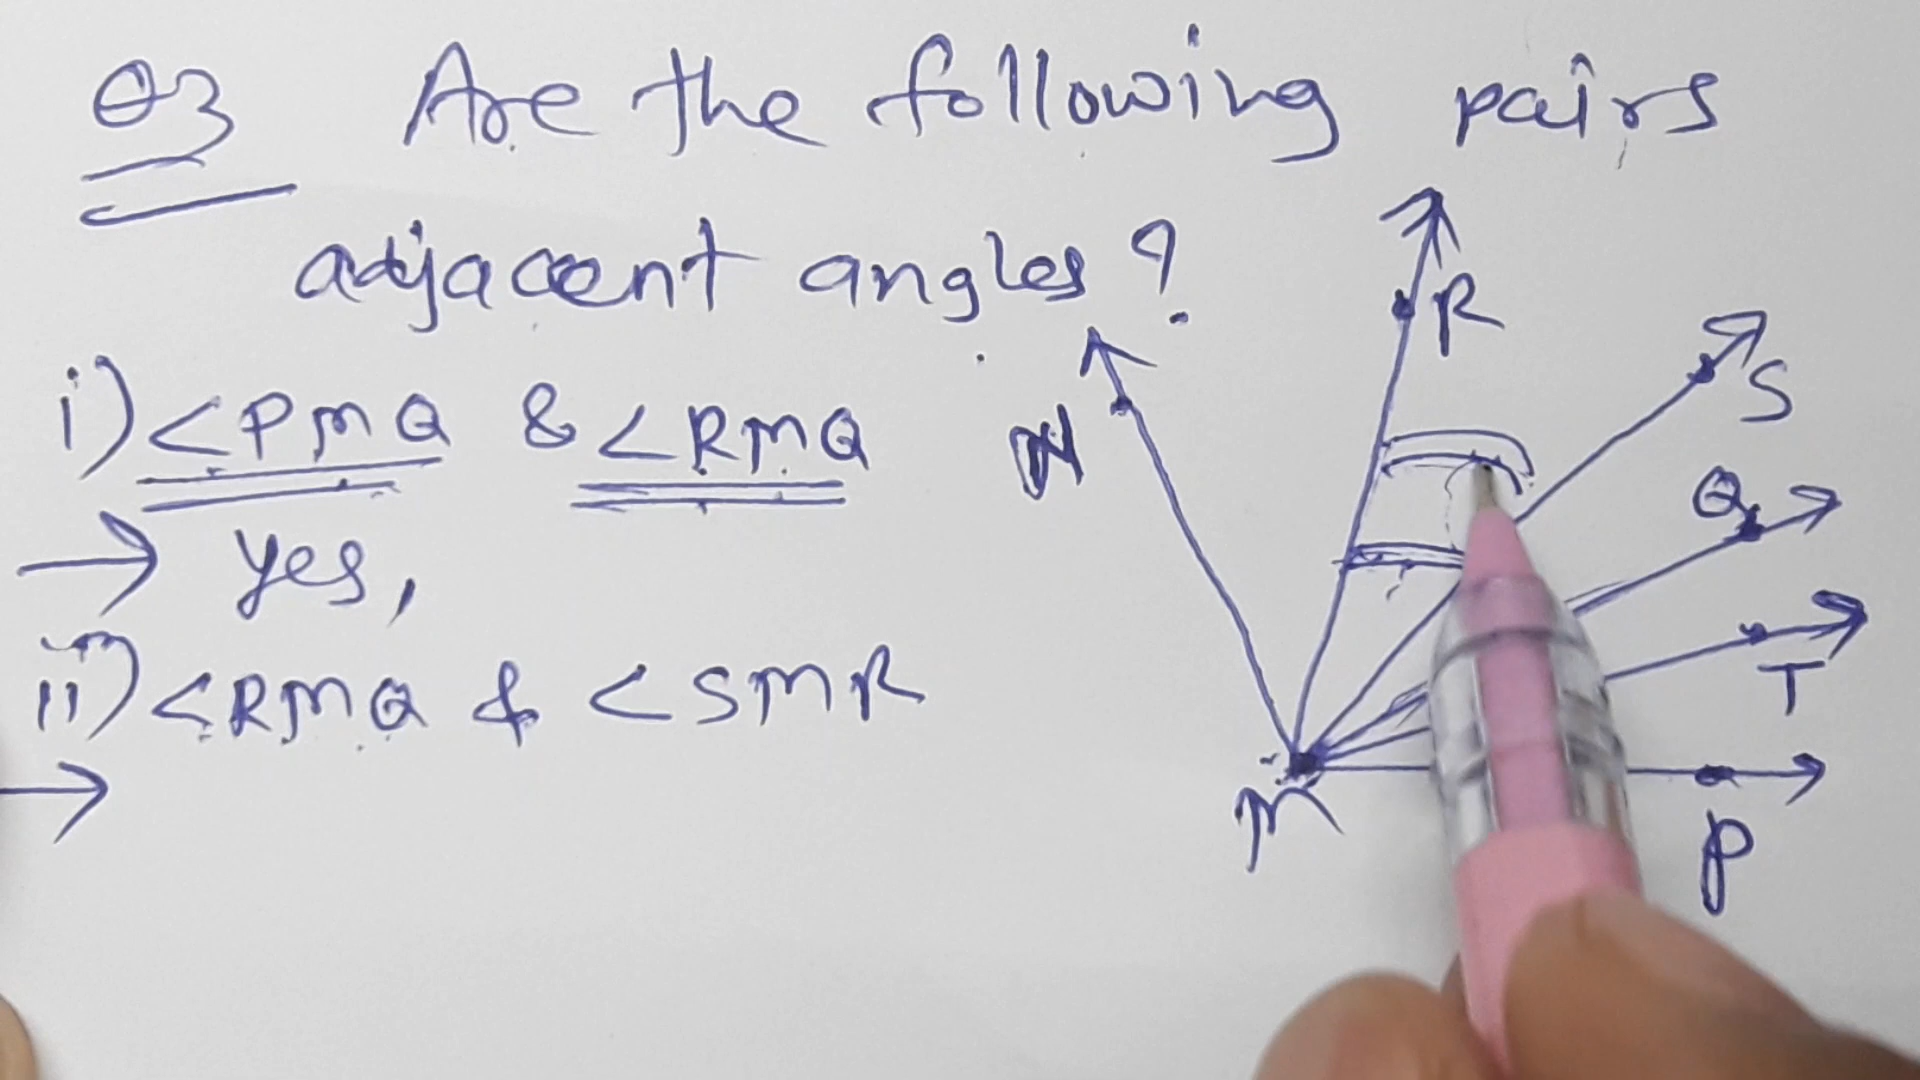 Q3 Are the following pairs
adjacent angles?
i) <PMQ & <RMQ
→ Yes,
ii) <RMQ & <SMR
→
N
R
S
Q
T
M
P